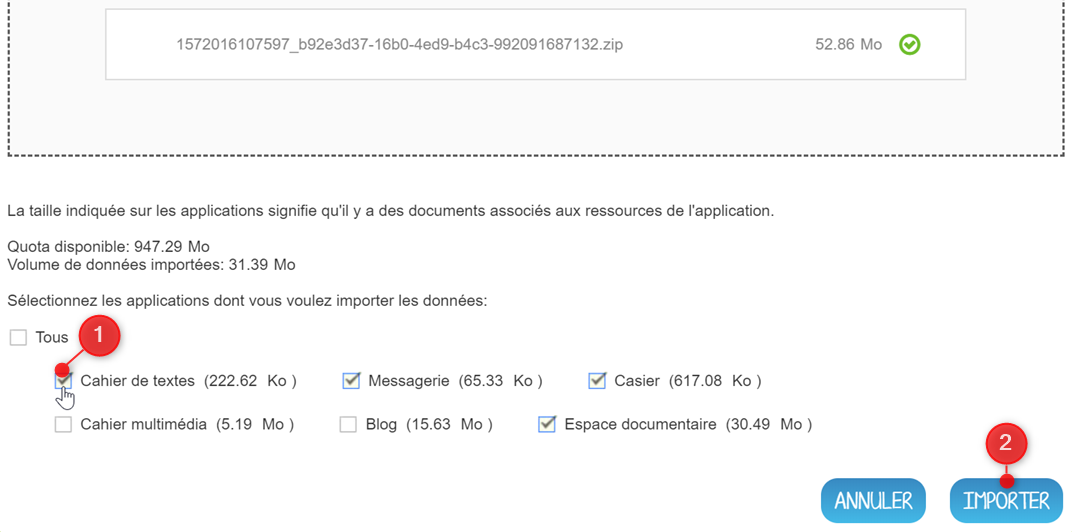 1572016107597_b92e3d37-16b0-4ed9-b4c3-992091687132.zip 52.86 Mo
La taille indiquée sur les applications signifie qu'il y a des documents associés aux ressources de l'application.
Quota disponible: 947.29 Mo
Volume de données importées: 31.39 Mo
Sélectionnez les applications dont vous voulez importer les données:
Tous 1
Cahier de textes (222.62 Ko ) Messagerie (65.33 Ko ) Casier (617.08 Ko )
Cahier multimédia (5.19 Mo ) Blog (15.63 Mo ) Espace documentaire (30.49 Mo )
2
ANNULER IMPORTER